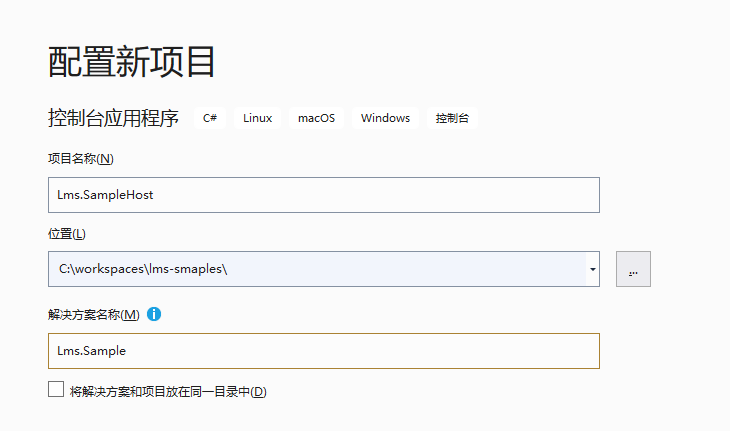 配置新项目
控制台应用程序 C# Linux macOS Windows 控制台
项目名称(N)
Lms.SampleHost
位置(L)
C:\workspaces\lms-smaples\ ...
解决方案名称(M) i
Lms.Sample
将解决方案和项目放在同一目录中(D)